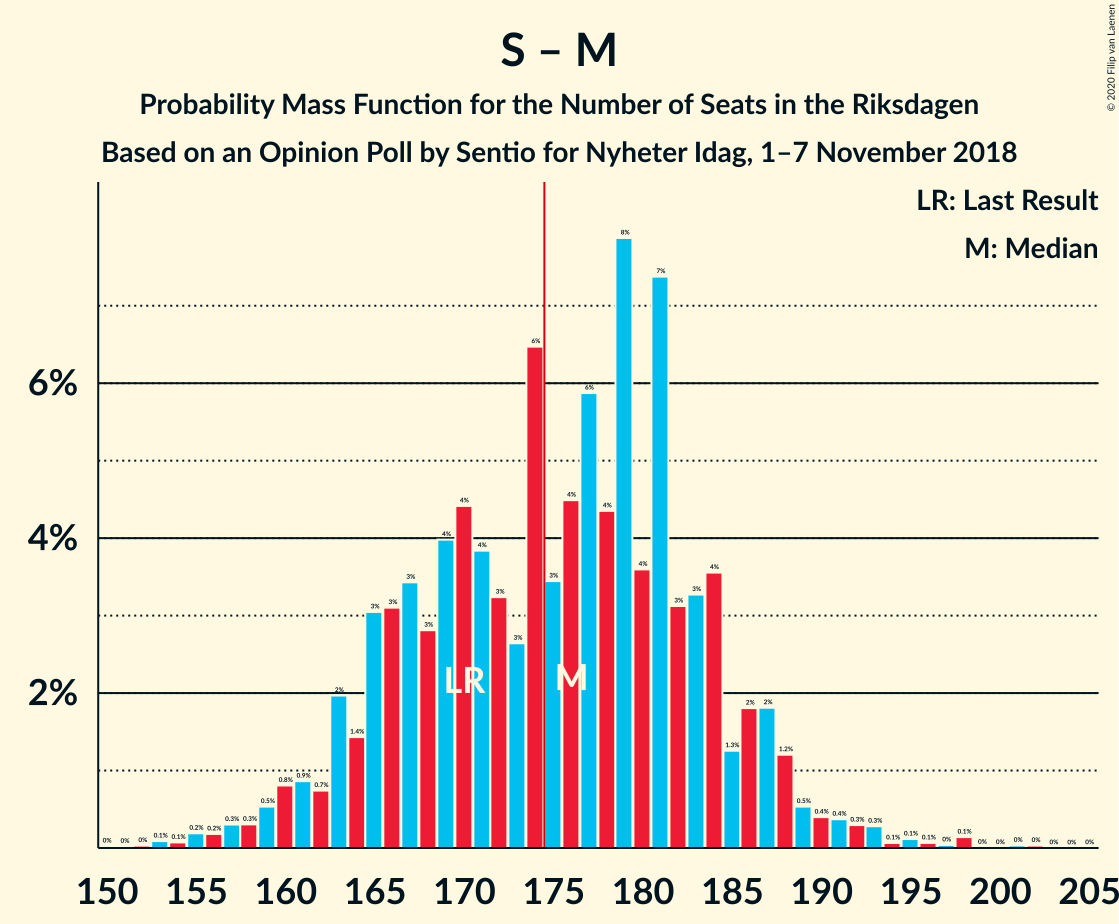 S – M
Probability Mass Function for the Number of Seats in the Riksdagen
Based on an Opinion Poll by Sentio for Nyheter Idag, 1–7 November 2018
© 2020 Filip van Laenen
LR: Last Result
M: Median
6%
4%
2%
0% 0% 0% 0.1% 0.1% 0.2% 0.2% 0.3% 0.3% 0.5% 0.8% 0.9% 0.7% 2% 1.4% 3% 3% 3% 3% 4% 4% 4% 3% 3% 6% 3% 4% 6% 4% 8% 4% 7% 3% 3% 4% 1.3% 2% 2% 1.2% 0.5% 0.4% 0.4% 0.3% 0.3% 0.1% 0.1% 0.1% 0% 0.1% 0% 0% 0% 0% 0% 0% 0%
LR M
150 155 160 165 170 175 180 185 190 195 200 205